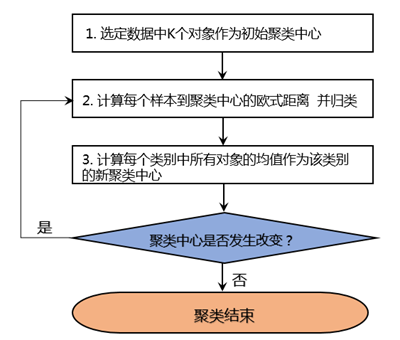 1. 选定数据中K个对象作为初始聚类中心
2. 计算每个样本到聚类中心的欧式距离 并归类
3. 计算每个类别中所有对象的均值作为该类别
的新聚类中心
是
聚类中心是否发生改变？
否
聚类结束